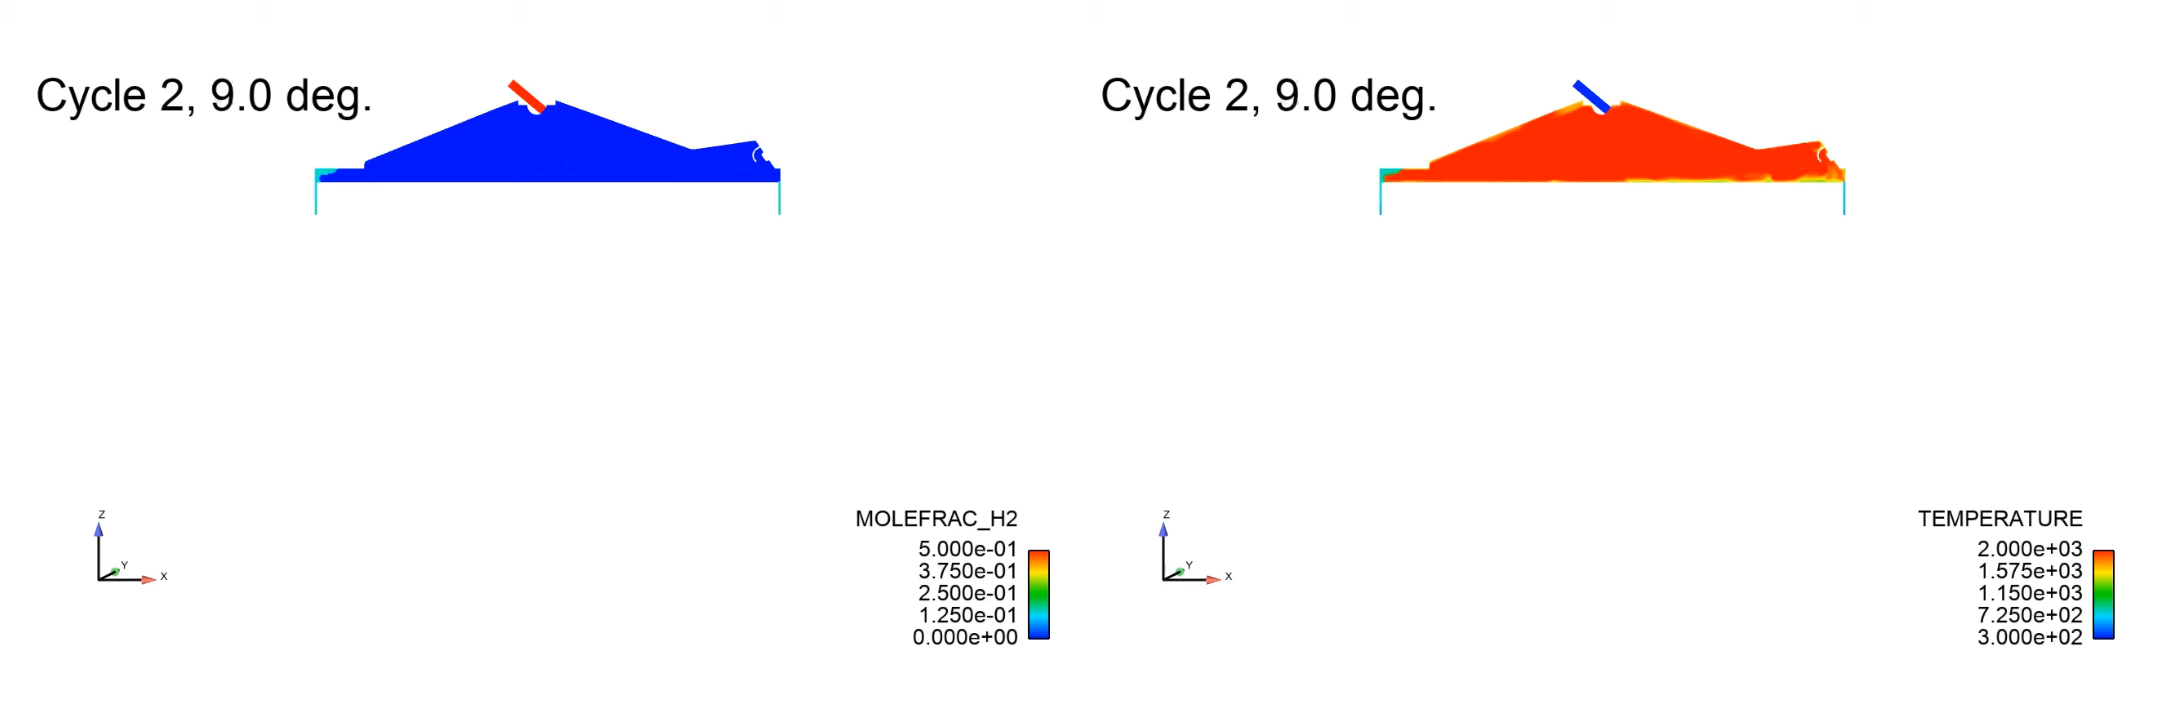 Cycle 2, 9.0 deg.
Cycle 2, 9.0 deg.
Z
Y
X
MOLEFRAC_H2
5.000e-01
3.750e-01
2.500e-01
1.250e-01
0.000e+00
Z
Y
X
TEMPERATURE
2.000e+03
1.575e+03
1.150e+03
7.250e+02
3.000e+02